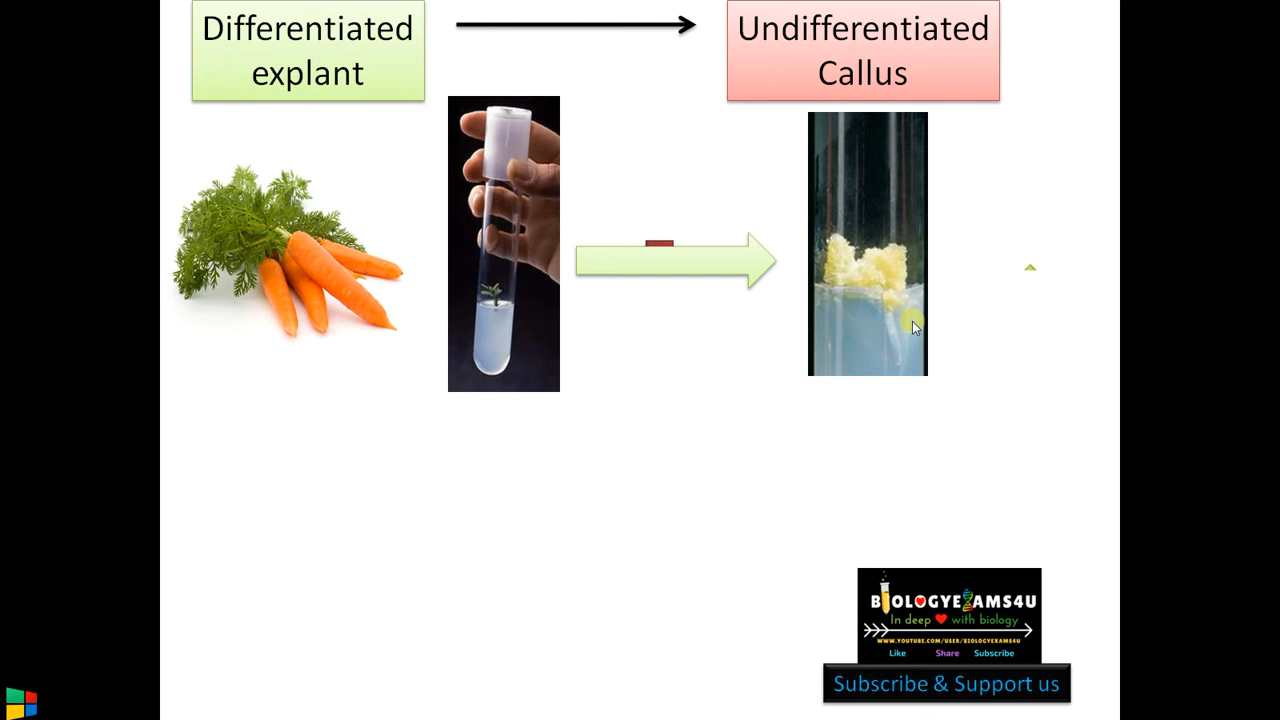 Differentiated
explant
Undifferentiated
Callus
BIOLOGYEXAMS4U
In deep with biology
WWW.YOUTUBE.COM/USER/BIOLOGYEXAMS4U
Like Share Subscribe
Subscribe & Support us